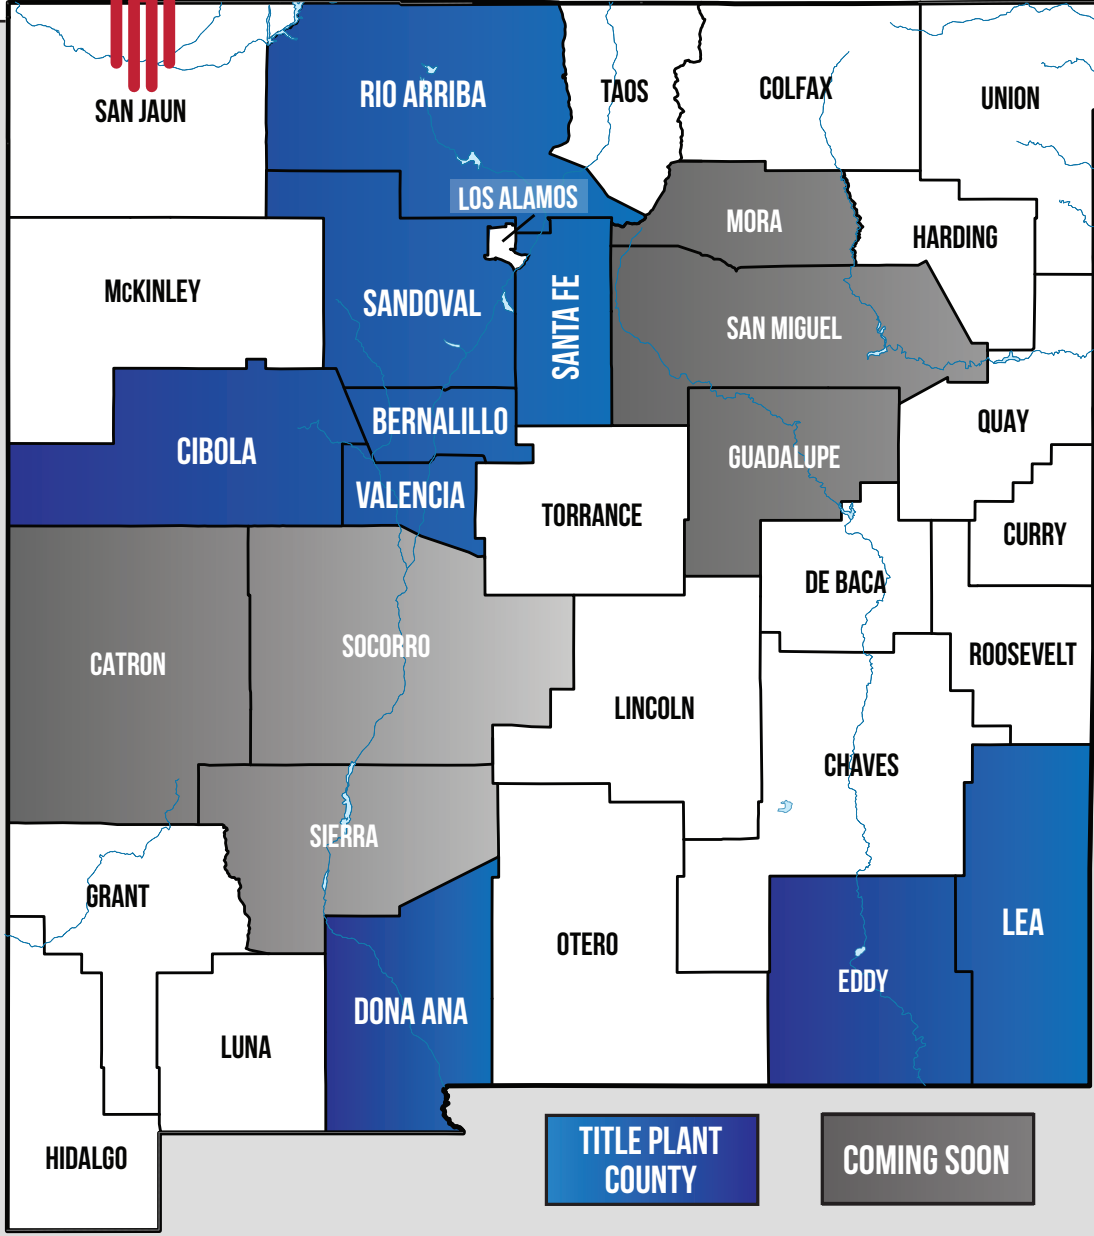 RIO ARRIBA
TAOS
COLFAX
UNION
SAN JAUN
LOS ALAMOS
MORA
HARDING
McKINLEY
SANDOVAL
SANTA FE
SAN MIGUEL
BERNALILLO
QUAY
CIBOLA
GUADALUPE
VALENCIA
TORRANCE
CURRY
DE BACA
SOCORRO
CATRON
ROOSEVELT
LINCOLN
CHAVES
SIERRA
GRANT
LEA
OTERO
EDDY
DONA ANA
LUNA
HIDALGO
TITLE PLANT
COUNTY
COMING SOON